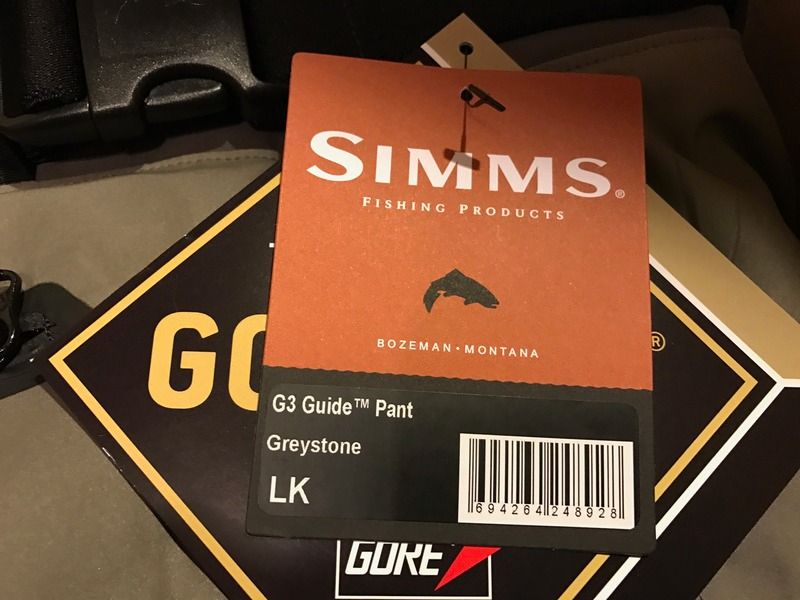 SIMMS®
FISHING PRODUCTS
BOZEMAN • MONTANA
G3 Guide™ Pant
Greystone
LK
694264248928
GO
®
GORE